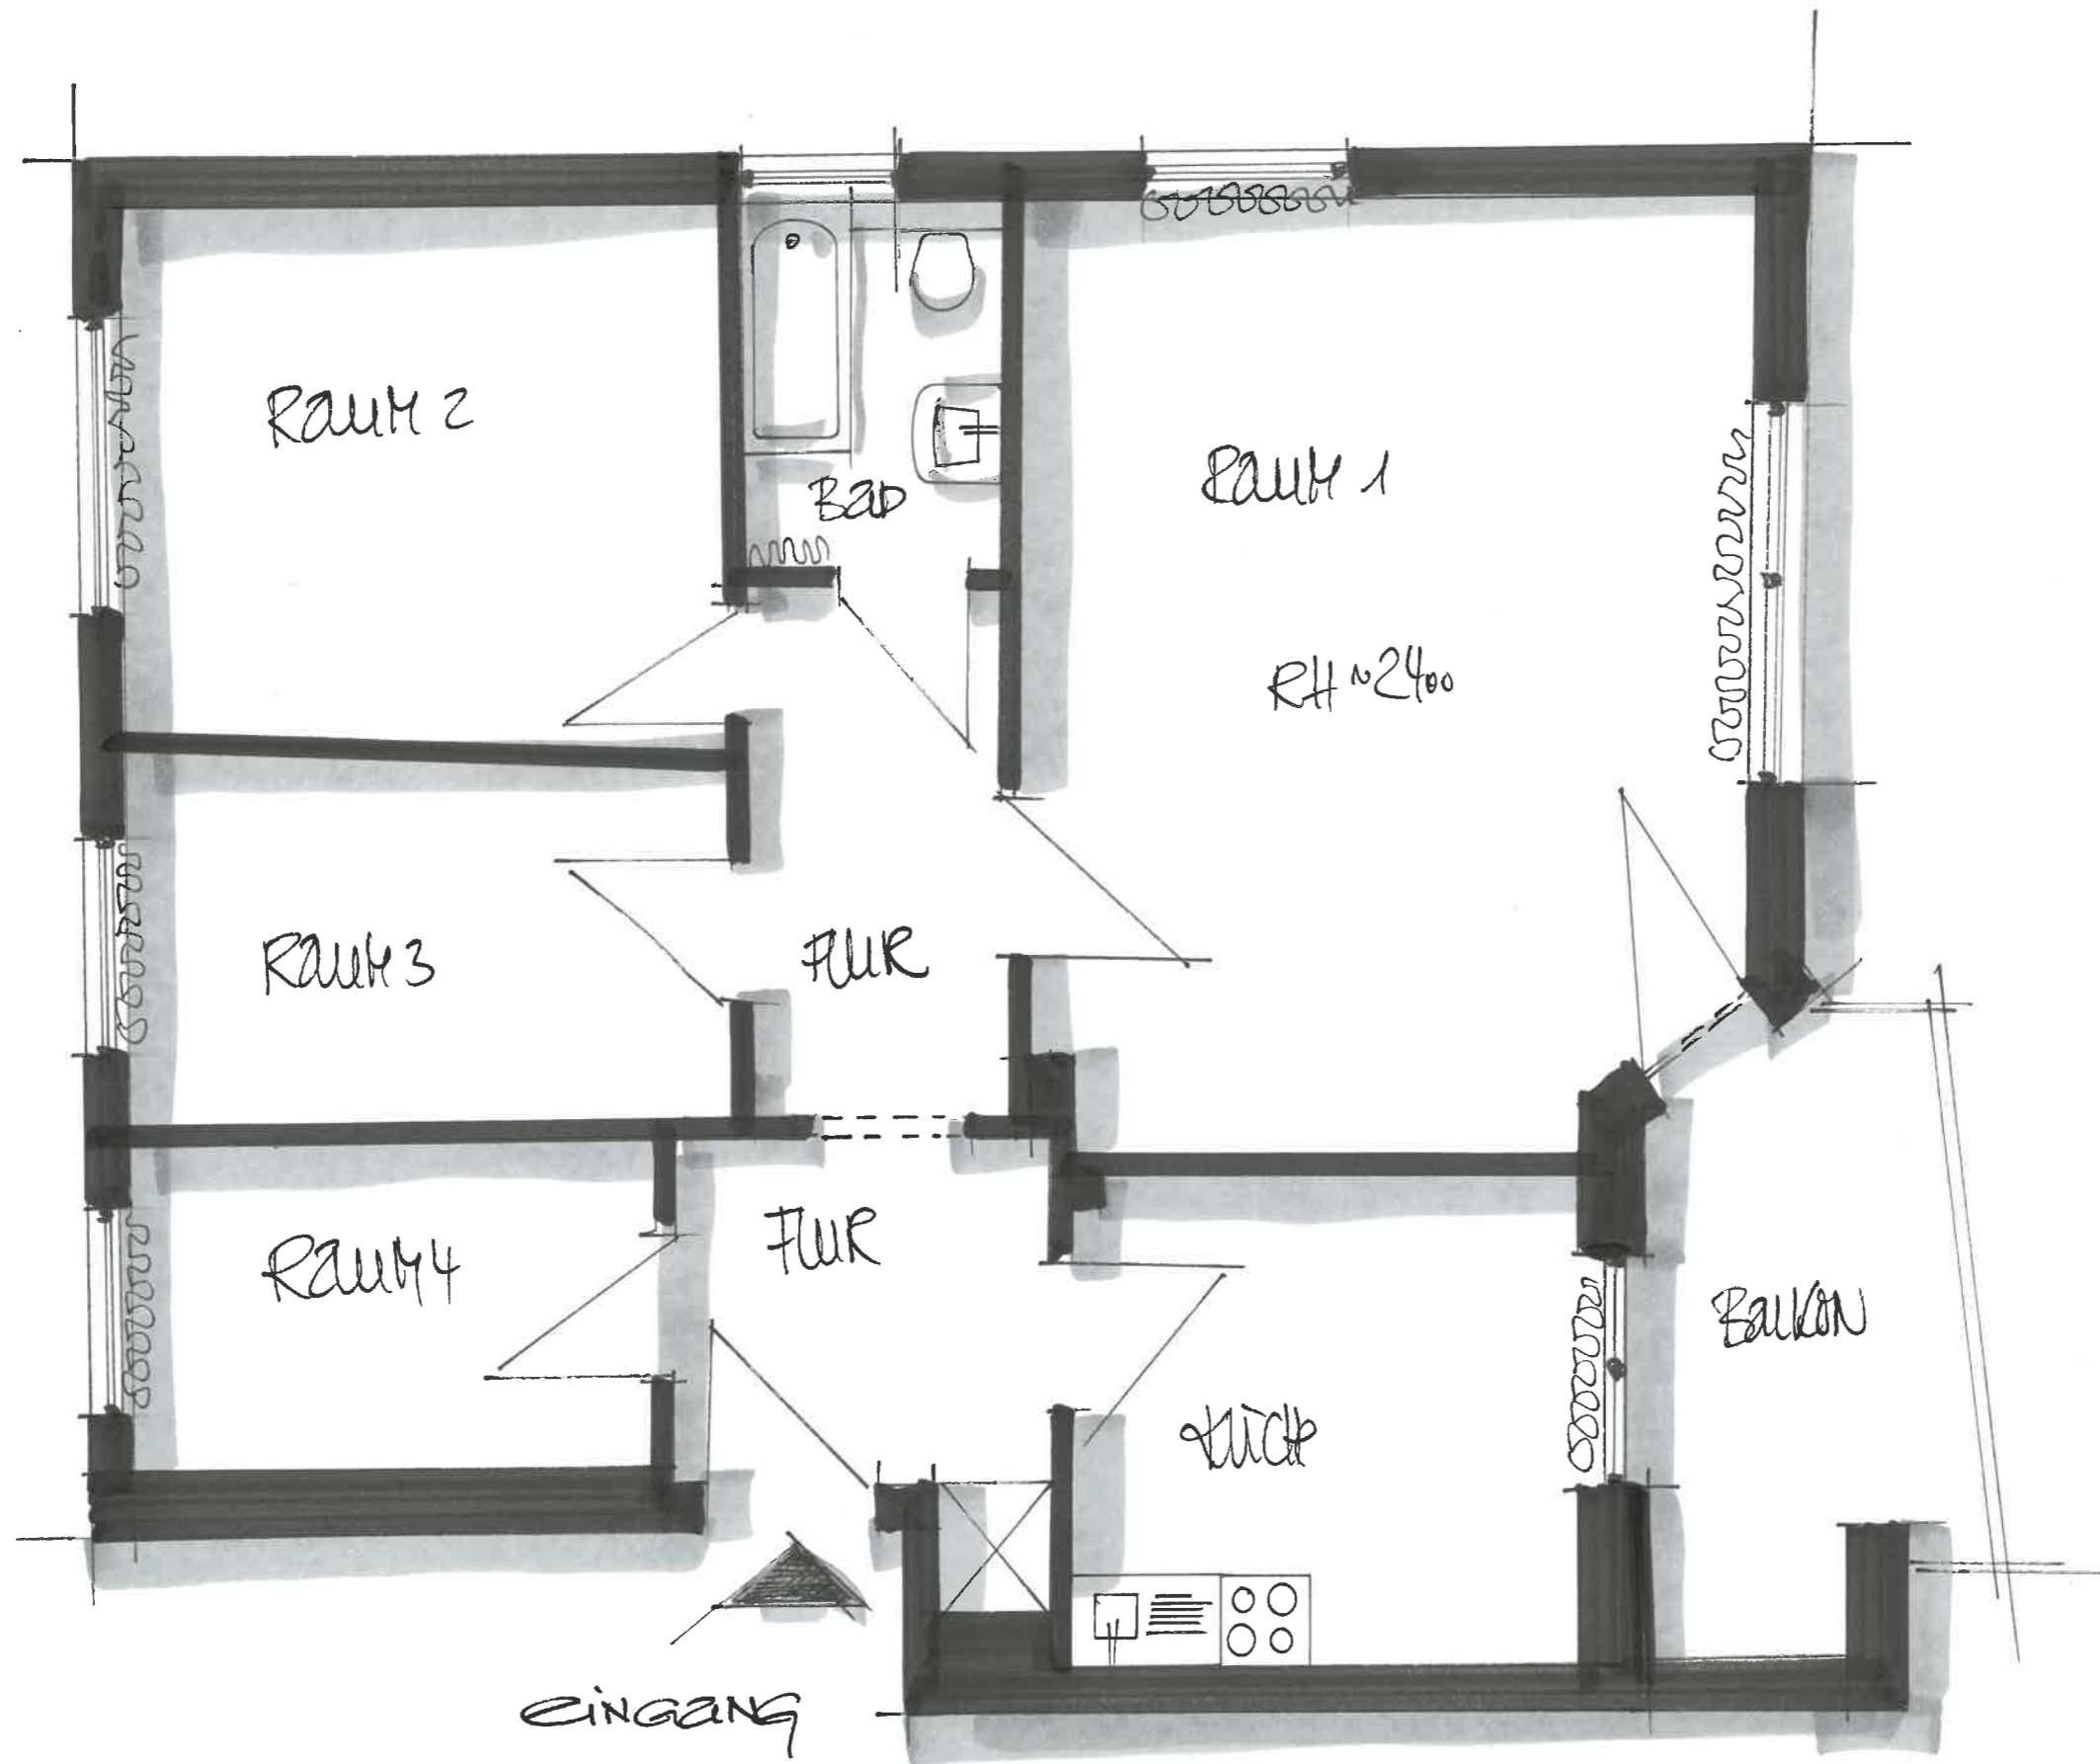 RAUM 2
BAD
RAUM 1
RH ~2400
RAUM 3
FLUR
RAUM 4
FLUR
BALKON
KÜCHE
EINGANG